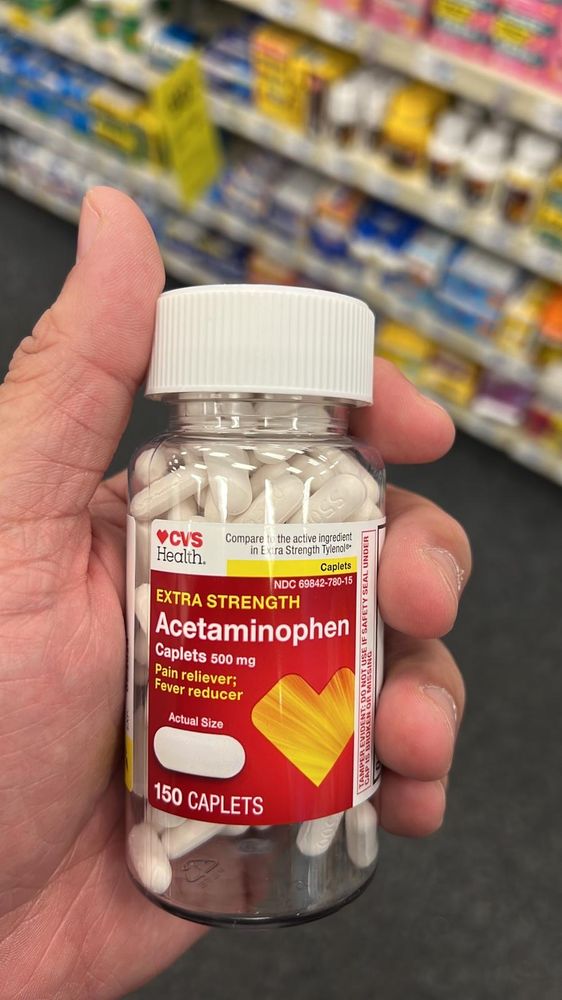 CVS
Health®
Compare to the active ingredient
in Extra Strength Tylenol®*
Caplets
NDC 69842-780-15
EXTRA STRENGTH
Acetaminophen
Caplets 500 mg
Pain reliever;
Fever reducer
Actual Size
150 CAPLETS
TAMPER EVIDENT: DO NOT USE IF SAFETY SEAL UNDER
CAP IS BROKEN OR MISSING